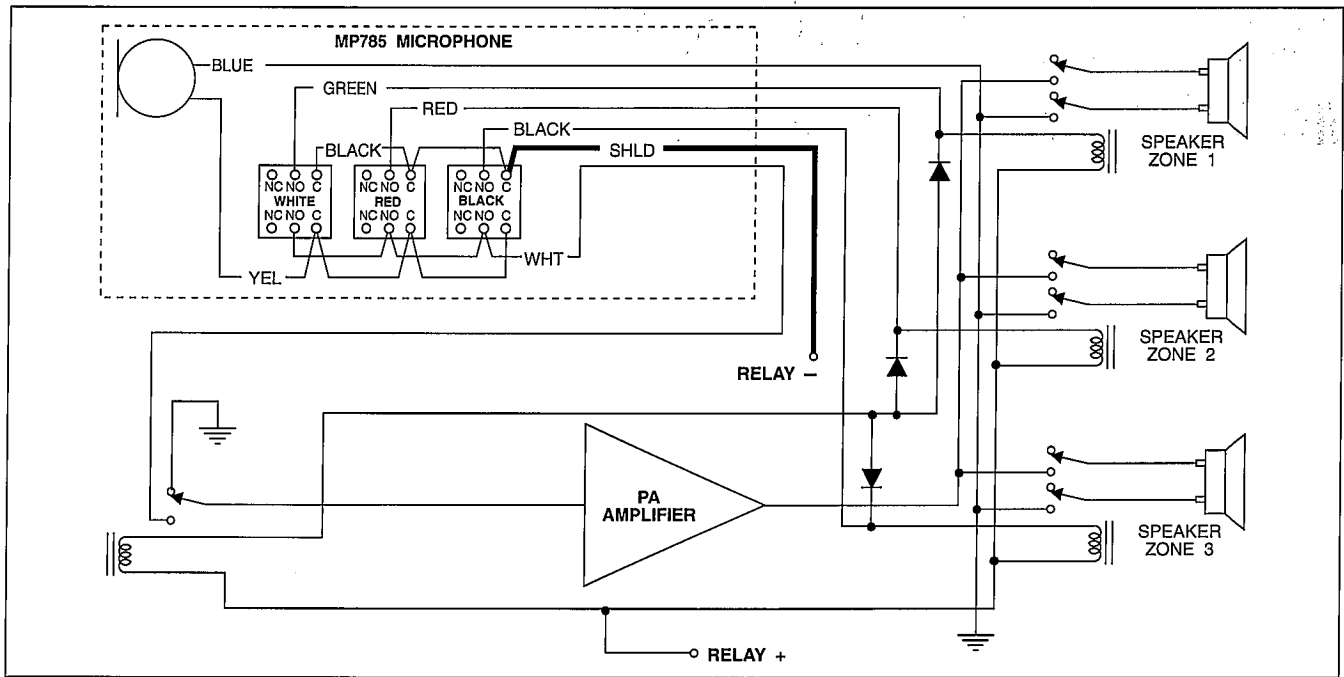 MP785 MICROPHONE
BLUE
GREEN
RED
BLACK
BLACK
SHLD
NC NO C
WHITE
NC NO C
NC NO C
RED
NC NO C
NC NO C
BLACK
NC NO C
WHT
YEL
SPEAKER
ZONE 1
SPEAKER
ZONE 2
RELAY –
PA
AMPLIFIER
SPEAKER
ZONE 3
RELAY +